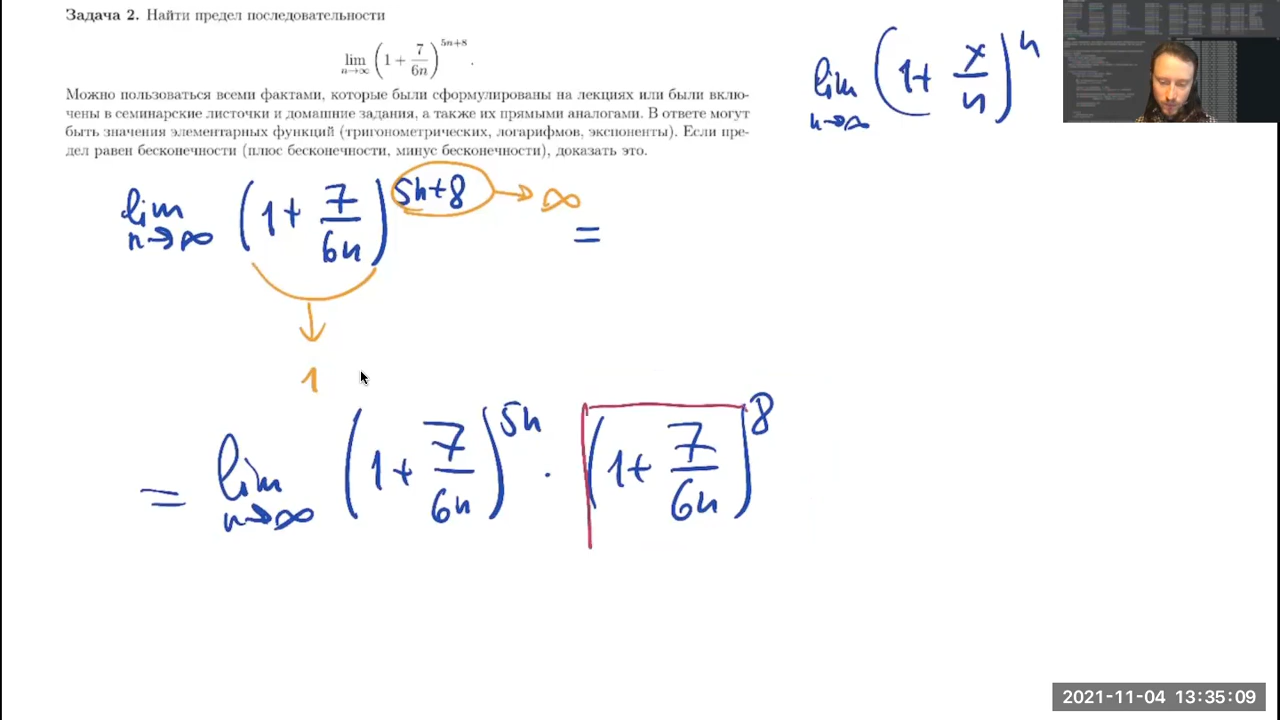 Задача 2. Найти предел последовательности
lim n→∞ (1 + 7/6n)^5n+8 .
Можно пользоваться всеми фактами, которые были сформулированы на лекциях или были вклю-
чены в семинарские листочки и домашние задания, а также их прямыми аналогами. В ответе могут
быть значения элементарных функций (тригонометрических, логарифмов, экспоненты). Если пре-
дел равен бесконечности (плюс бесконечности, минус бесконечности), доказать это.
lim n→∞ (1 + x/n)^n
lim n→∞ (1 + 7/6n)^5n+8 → ∞ =
1
= lim n→∞ (1 + 7/6n)^5n · (1 + 7/6n)^8
2021-11-04 13:35:09